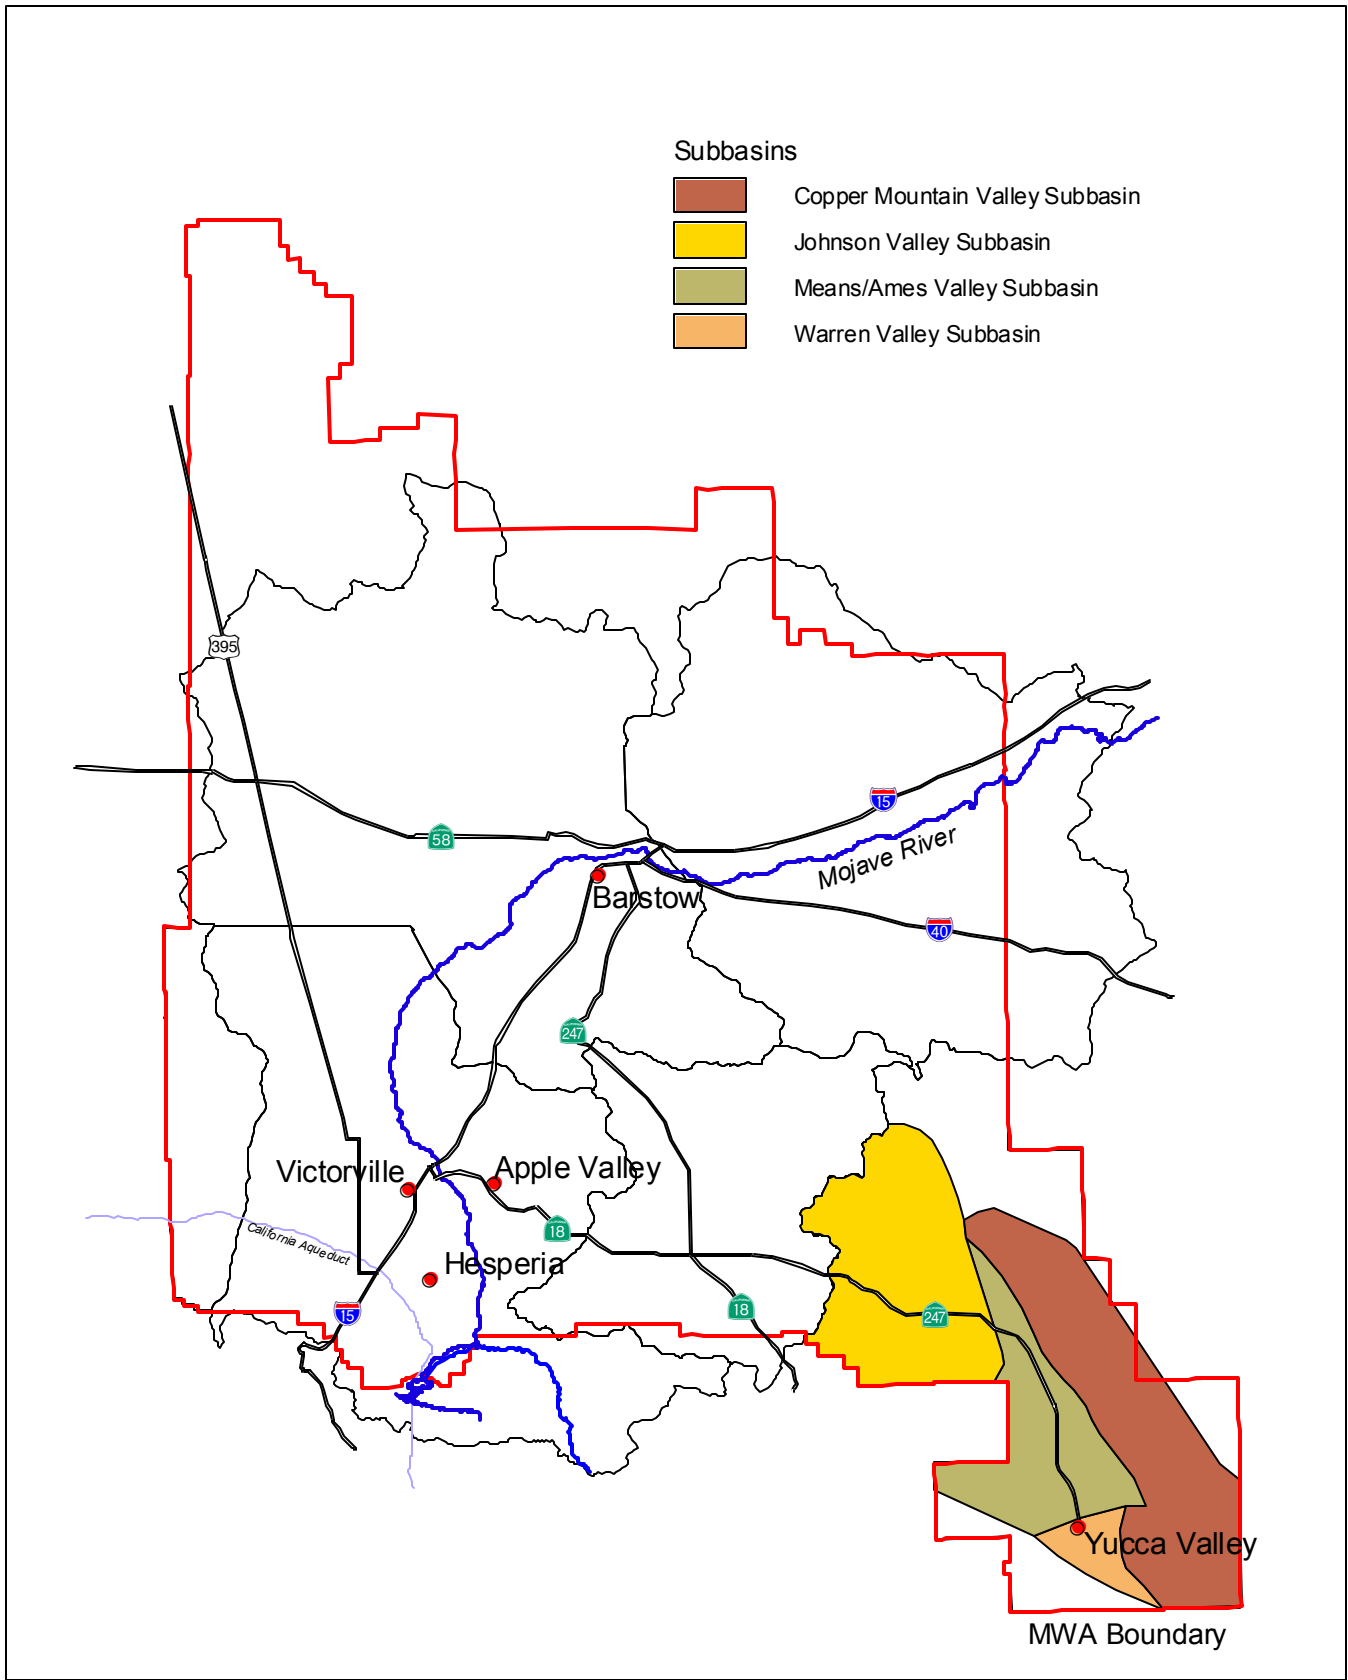 Subbasins
Copper Mountain Valley Subbasin
Johnson Valley Subbasin
Means/Ames Valley Subbasin
Warren Valley Subbasin
395
58
15
Mojave River
Barstow
40
247
Victorville
Apple Valley
18
California Aqueduct
Hesperia
15
18
247
Yucca Valley
MWA Boundary